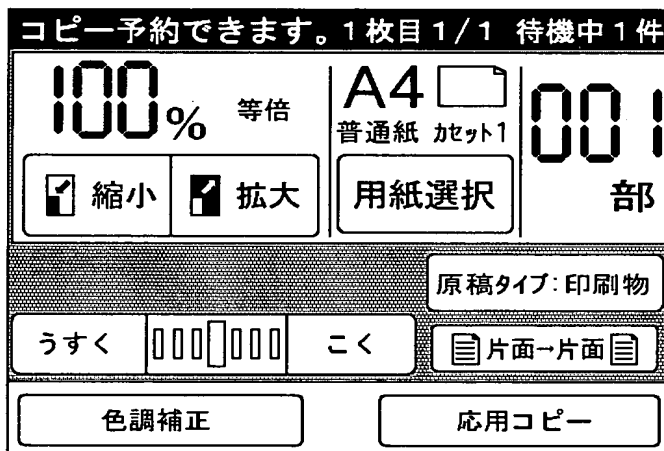 コピー予約できます。1枚目1/1 待機中1件
100% 等倍
A4
普通紙 カセット1
001
部
縮小 拡大 用紙選択
原稿タイプ:印刷物
うすく こく 片面→片面
色調補正 応用コピー